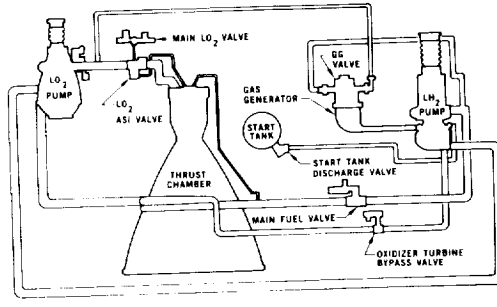 MAIN LO2 VALVE
LO2
PUMP
LO2
ASI VALVE
GG
VALVE
GAS
GENERATOR
LH2
PUMP
START
TANK
START TANK
DISCHARGE VALVE
THRUST
CHAMBER
MAIN FUEL VALVE
OXIDIZER TURBINE
BYPASS VALVE